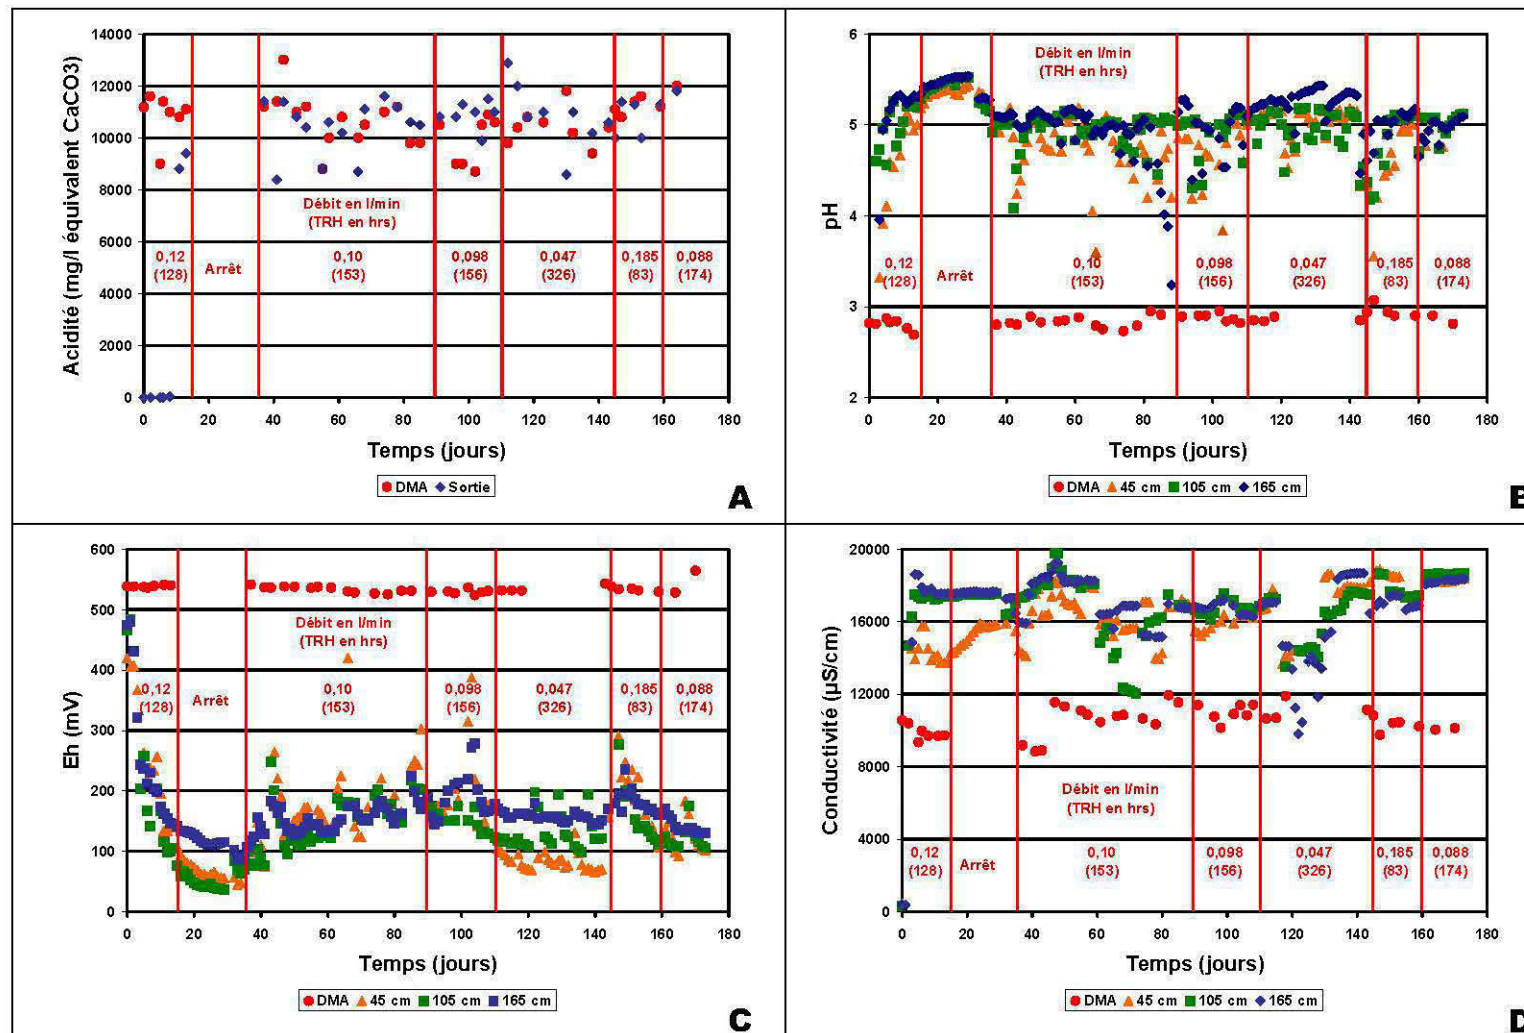 14000
12000
10000
8000
6000
4000
2000
0
Acidité (mg/l équivalent CaCO3)
Débit en l/min
(TRH en hrs)
0,12
(128)
Arrêt
0,10
(153)
0,098
(156)
0,047
(326)
0,185
(83)
0,088
(174)
0 20 40 60 80 100 120 140 160 180
Temps (jours)
DMA Sortie
A
6
5
4
3
2
pH
Débit en l/min
(TRH en hrs)
0,12
(128)
Arrêt
0,10
(153)
0,098
(156)
0,047
(326)
0,185
(83)
0,088
(174)
0 20 40 60 80 100 120 140 160 180
Temps (jours)
DMA 45 cm 105 cm 165 cm
B
600
500
400
300
200
100
0
Eh (mV)
Débit en l/min
(TRH en hrs)
0,12
(128)
Arrêt
0,10
(153)
0,098
(156)
0,047
(326)
0,185
(83)
0,088
(174)
0 20 40 60 80 100 120 140 160 180
Temps (jours)
DMA 45 cm 105 cm 165 cm
C
20000
16000
12000
8000
4000
0
Conductivité (µS/cm)
Débit en l/min
(TRH en hrs)
0,12
(128)
Arrêt
0,10
(153)
0,098
(156)
0,047
(326)
0,185
(83)
0,088
(174)
0 20 40 60 80 100 120 140 160 180
Temps (jours)
DMA 45 cm 105 cm 165 cm
D